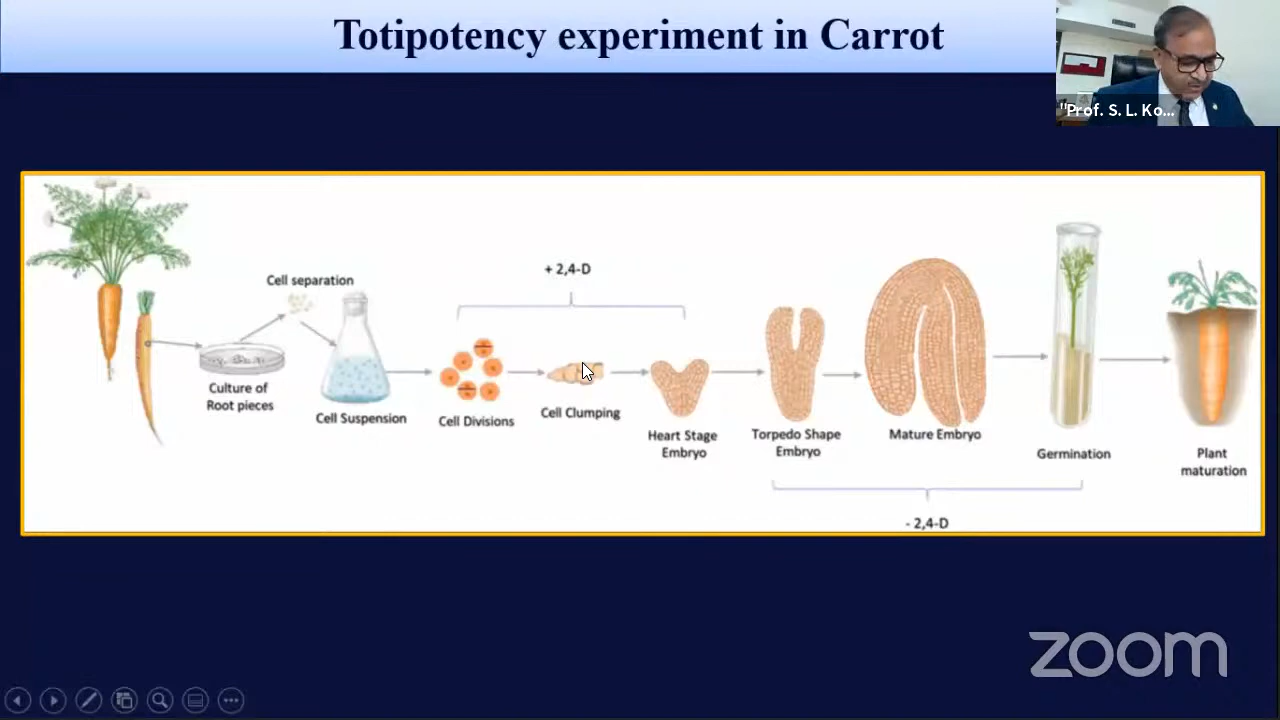 Totipotency experiment in Carrot
"Prof. S. L. Ko...
+ 2,4-D
Cell separation
Culture of
Root pieces
Cell Suspension
Cell Divisions
Cell Clumping
Heart Stage
Embryo
Torpedo Shape
Embryo
Mature Embryo
Germination
Plant
maturation
- 2,4-D
zoom